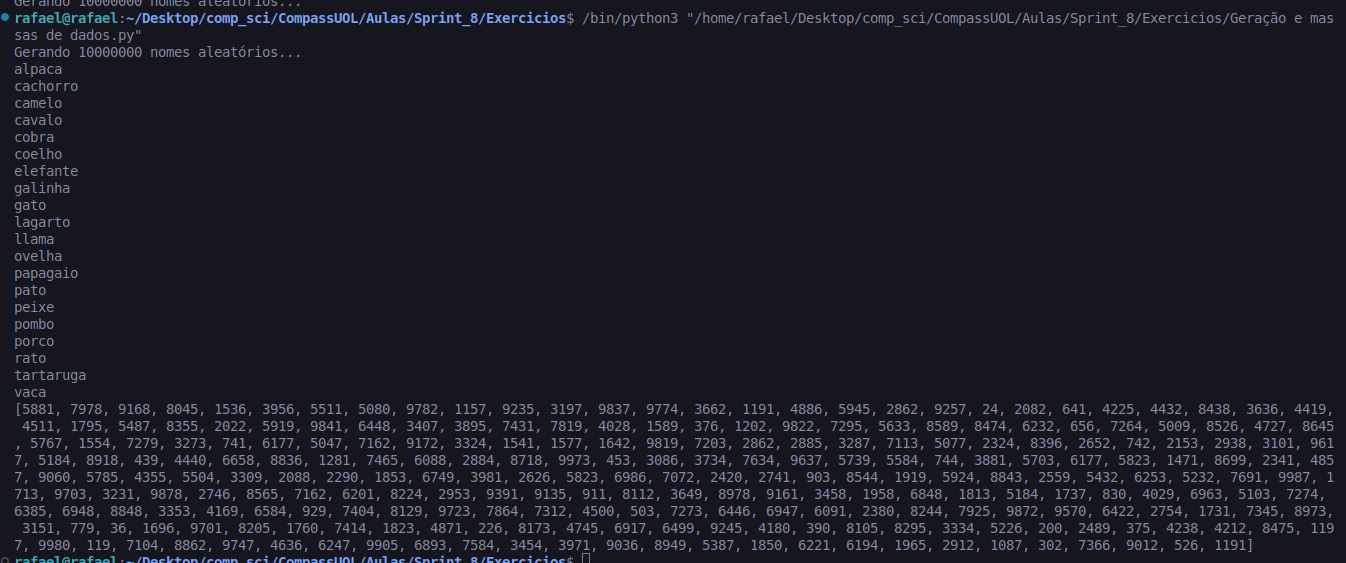 Gerando 10000000 nomes aleatórios...
rafael@rafael:~/Desktop/comp_sci/CompassUOL/Aulas/Sprint_8/Exercicios$ /bin/python3 "/home/rafael/Desktop/comp_sci/CompassUOL/Aulas/Sprint_8/Exercicios/Geração e mas
sas de dados.py"
Gerando 10000000 nomes aleatórios...
alpaca
cachorro
camelo
cavalo
cobra
coelho
elefante
galinha
gato
lagarto
llama
ovelha
papagaio
pato
peixe
pombo
porco
rato
tartaruga
vaca
[5881, 7978, 9168, 8045, 1536, 3956, 5511, 5080, 9782, 1157, 9235, 3197, 9837, 9774, 3662, 1191, 4886, 5945, 2862, 9257, 24, 2082, 641, 4225, 4432, 8438, 3636, 4419,
4511, 1795, 5487, 8355, 2022, 5919, 9841, 6448, 3407, 3895, 7431, 7819, 4028, 1589, 376, 1202, 9822, 7295, 5633, 8589, 8474, 6232, 656, 7264, 5009, 8526, 4727, 8645
, 5767, 1554, 7279, 3273, 741, 6177, 5047, 7162, 9172, 3324, 1541, 1577, 1642, 9819, 7203, 2862, 2885, 3287, 7113, 5077, 2324, 8396, 2652, 742, 2153, 2938, 3101, 961
7, 5184, 8918, 439, 4440, 6658, 8836, 1281, 7465, 6088, 2884, 8718, 9973, 453, 3086, 3734, 7634, 9637, 5739, 5584, 744, 3881, 5703, 6177, 5823, 1471, 8699, 2341, 485
7, 9060, 5785, 4355, 5504, 3309, 2088, 2290, 1853, 6749, 3981, 2626, 5823, 6986, 7072, 2420, 2741, 903, 8544, 1919, 5924, 8843, 2559, 5432, 6253, 5232, 7691, 9987, 1
713, 9703, 3231, 9878, 2746, 8565, 7162, 6201, 8224, 2953, 9391, 9135, 911, 8112, 3649, 8978, 9161, 3458, 1958, 6848, 1813, 5184, 1737, 830, 4029, 6963, 5103, 7274,
6385, 6948, 8848, 3353, 4169, 6584, 929, 7404, 8129, 9723, 7864, 7312, 4500, 503, 7273, 6446, 6947, 6091, 2380, 8244, 7925, 9872, 9570, 6422, 2754, 1731, 7345, 8973,
3151, 779, 36, 1696, 9701, 8205, 1760, 7414, 1823, 4871, 226, 8173, 4745, 6917, 6499, 9245, 4180, 390, 8105, 8295, 3334, 5226, 200, 2489, 375, 4238, 4212, 8475, 119
7, 9980, 119, 7104, 8862, 9747, 4636, 6247, 9905, 6893, 7584, 3454, 3971, 9036, 8949, 5387, 1850, 6221, 6194, 1965, 2912, 1087, 302, 7366, 9012, 526, 1191]
rafael@rafael:~/Desktop/comp_sci/CompassUOL/Aulas/Sprint_8/Exercicios$